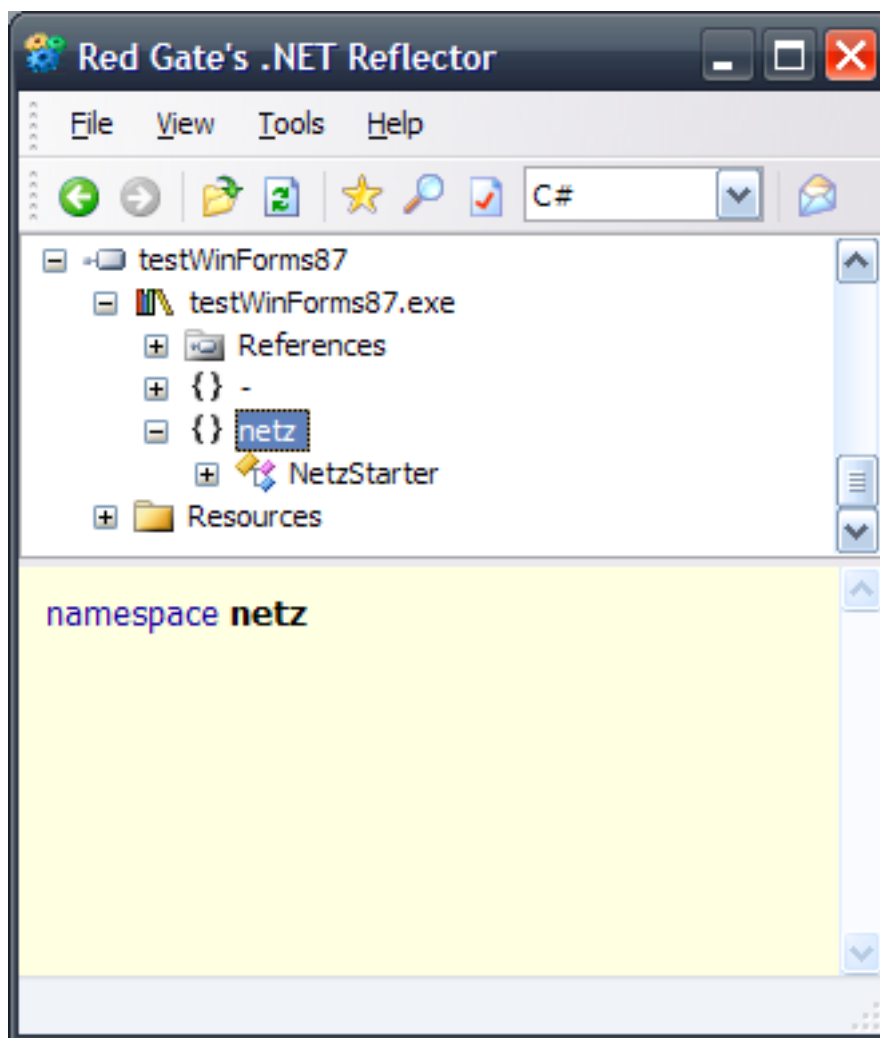 Red Gate's .NET Reflector
File View Tools Help
C#
testWinForms87
testWinForms87.exe
References
{} -
{} netz
NetzStarter
Resources
namespace netz